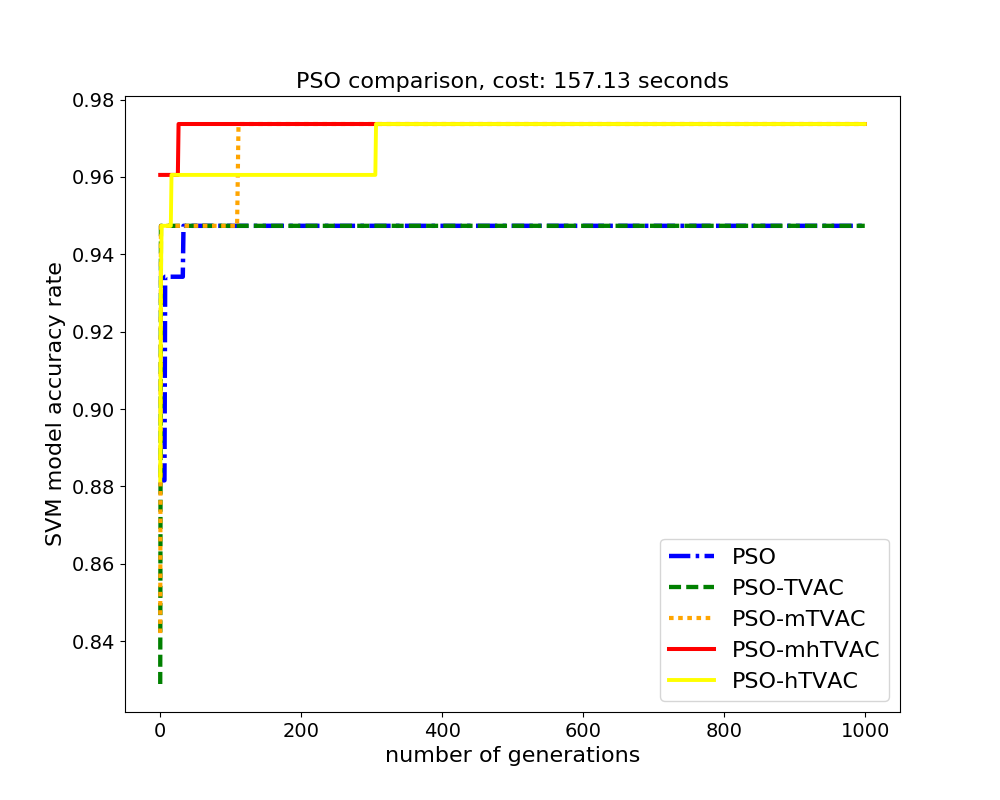 PSO comparison, cost: 157.13 seconds
0.98
0.96
0.94
0.92
0.90
0.88
0.86
0.84
SVM model accuracy rate
PSO
PSO-TVAC
PSO-mTVAC
PSO-mhTVAC
PSO-hTVAC
0 200 400 600 800 1000
number of generations